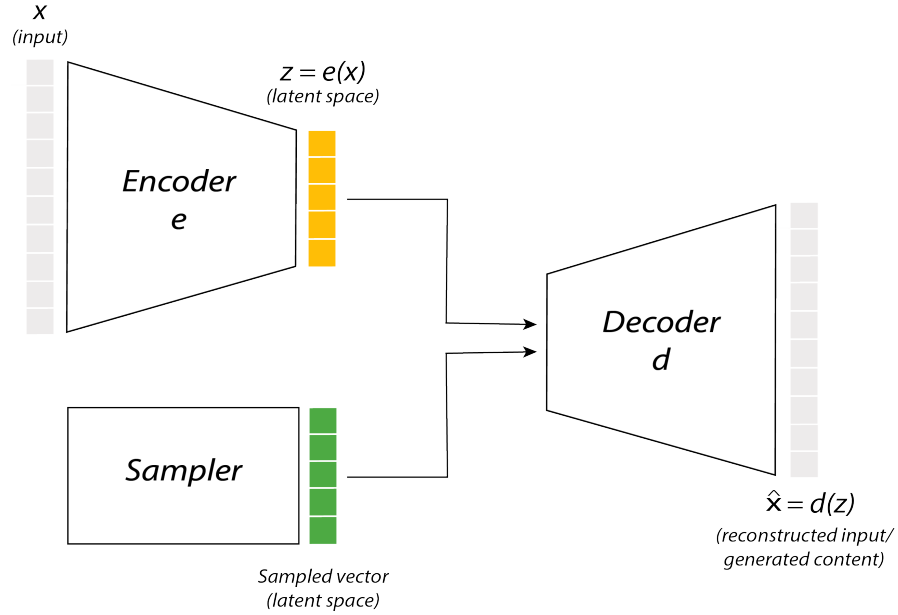 x
(input)
z = e(x)
(latent space)
Encoder
e
Decoder
d
Sampler
x̂ = d(z)
(reconstructed input/
generated content)
Sampled vector
(latent space)